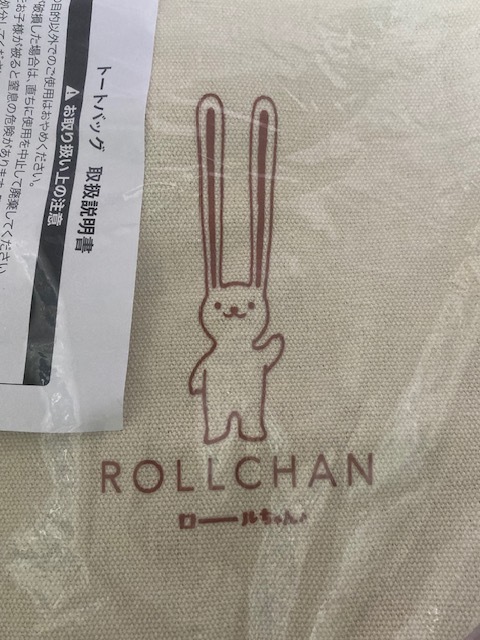 トートバッグ 取扱説明書
⚠お取り扱い上の注意
の目的以外でのご使用はおやめください。
破損した場合は、直ちに使用を中止して廃棄してください
お子様が被ると窒息の危険があります
ROLLCHAN
ロールちゃん♪